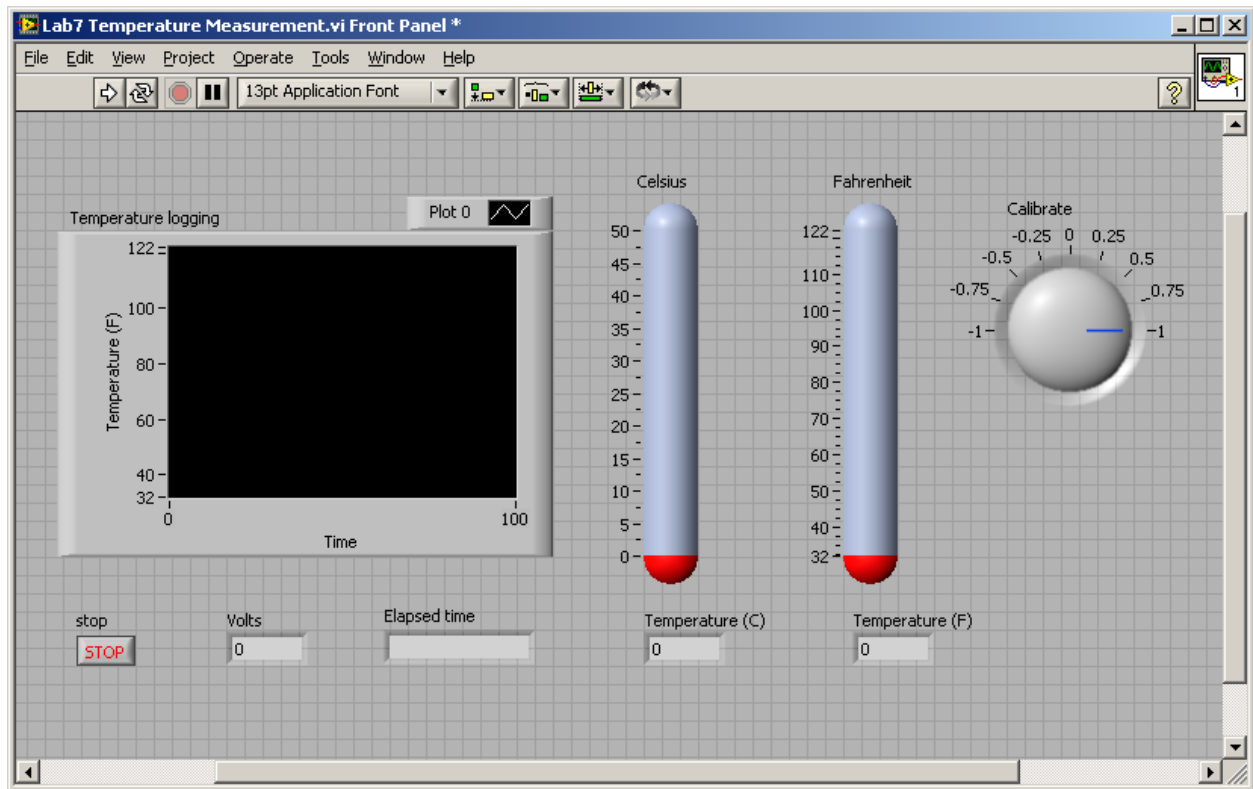 Lab7 Temperature Measurement.vi Front Panel *
File Edit View Project Operate Tools Window Help
13pt Application Font
?
1
Celsius
Fahrenheit
Calibrate
Temperature logging
Plot 0
-1
-0.75
-0.5
-0.25
0
0.25
0.5
0.75
1
122
100
80
60
40
32
Temperature (F)
0
100
Time
50
45
40
35
30
25
20
15
10
5
0
122
110
100
90
80
70
60
50
40
32
stop
STOP
Volts
0
Elapsed time
Temperature (C)
0
Temperature (F)
0